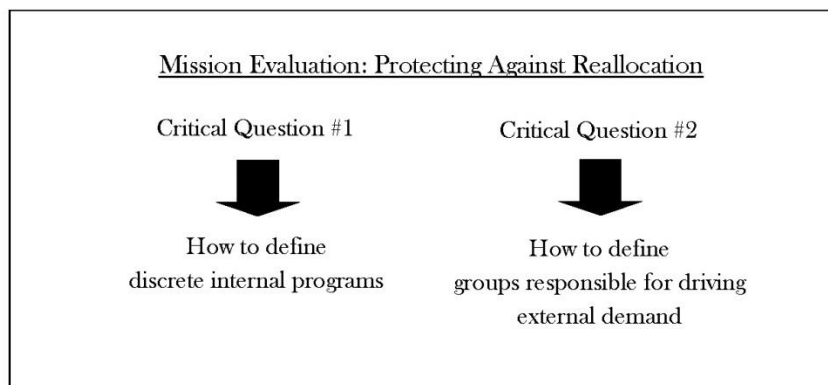 Mission Evaluation: Protecting Against Reallocation
Critical Question #1
How to define
discrete internal programs
Critical Question #2
How to define
groups responsible for driving
external demand